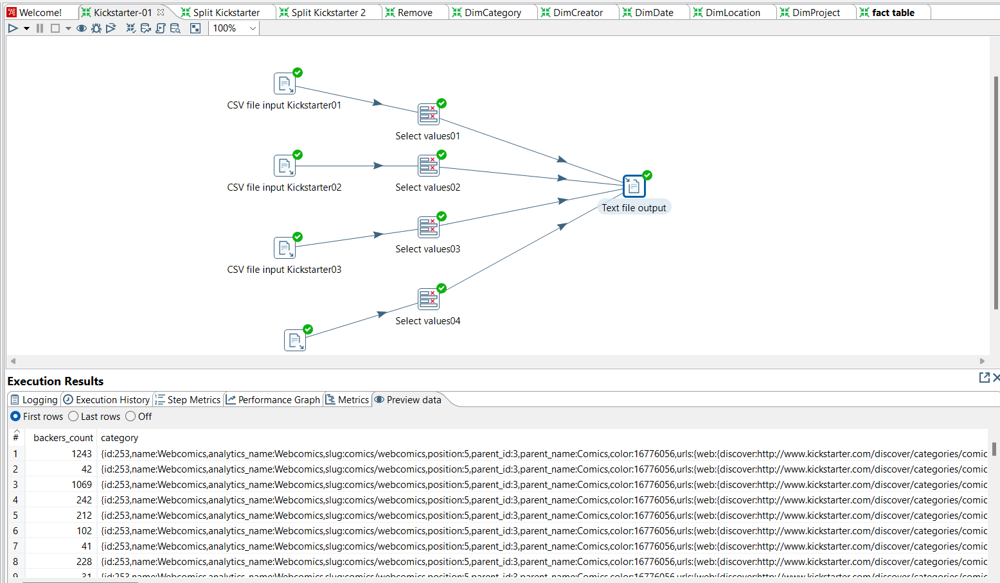 Welcome! Kickstarter-01 Split Kickstarter Split Kickstarter 2 Remove DimCategory DimCreator DimDate DimLocation DimProject fact table
100%
CSV file input Kickstarter01
Select values01
CSV file input Kickstarter02
Select values02
Text file output
CSV file input Kickstarter03
Select values03
Select values04
Execution Results
Logging Execution History Step Metrics Performance Graph Metrics Preview data
First rows Last rows Off
# backers_count category
1 1243 {id:253,name:Webcomics,analytics_name:Webcomics,slug:comics/webcomics,position:5,parent_id:3,parent_name:Comics,color:16776056,urls:{web:{discover:http://www.kickstarter.com/discover/categories/comic
2 42 {id:253,name:Webcomics,analytics_name:Webcomics,slug:comics/webcomics,position:5,parent_id:3,parent_name:Comics,color:16776056,urls:{web:{discover:http://www.kickstarter.com/discover/categories/comic
3 1069 {id:253,name:Webcomics,analytics_name:Webcomics,slug:comics/webcomics,position:5,parent_id:3,parent_name:Comics,color:16776056,urls:{web:{discover:http://www.kickstarter.com/discover/categories/comic
4 242 {id:253,name:Webcomics,analytics_name:Webcomics,slug:comics/webcomics,position:5,parent_id:3,parent_name:Comics,color:16776056,urls:{web:{discover:http://www.kickstarter.com/discover/categories/comic
5 212 {id:253,name:Webcomics,analytics_name:Webcomics,slug:comics/webcomics,position:5,parent_id:3,parent_name:Comics,color:16776056,urls:{web:{discover:http://www.kickstarter.com/discover/categories/comic
6 102 {id:253,name:Webcomics,analytics_name:Webcomics,slug:comics/webcomics,position:5,parent_id:3,parent_name:Comics,color:16776056,urls:{web:{discover:http://www.kickstarter.com/discover/categories/comic
7 41 {id:253,name:Webcomics,analytics_name:Webcomics,slug:comics/webcomics,position:5,parent_id:3,parent_name:Comics,color:16776056,urls:{web:{discover:http://www.kickstarter.com/discover/categories/comic
8 228 {id:253,name:Webcomics,analytics_name:Webcomics,slug:comics/webcomics,position:5,parent_id:3,parent_name:Comics,color:16776056,urls:{web:{discover:http://www.kickstarter.com/discover/categories/comic